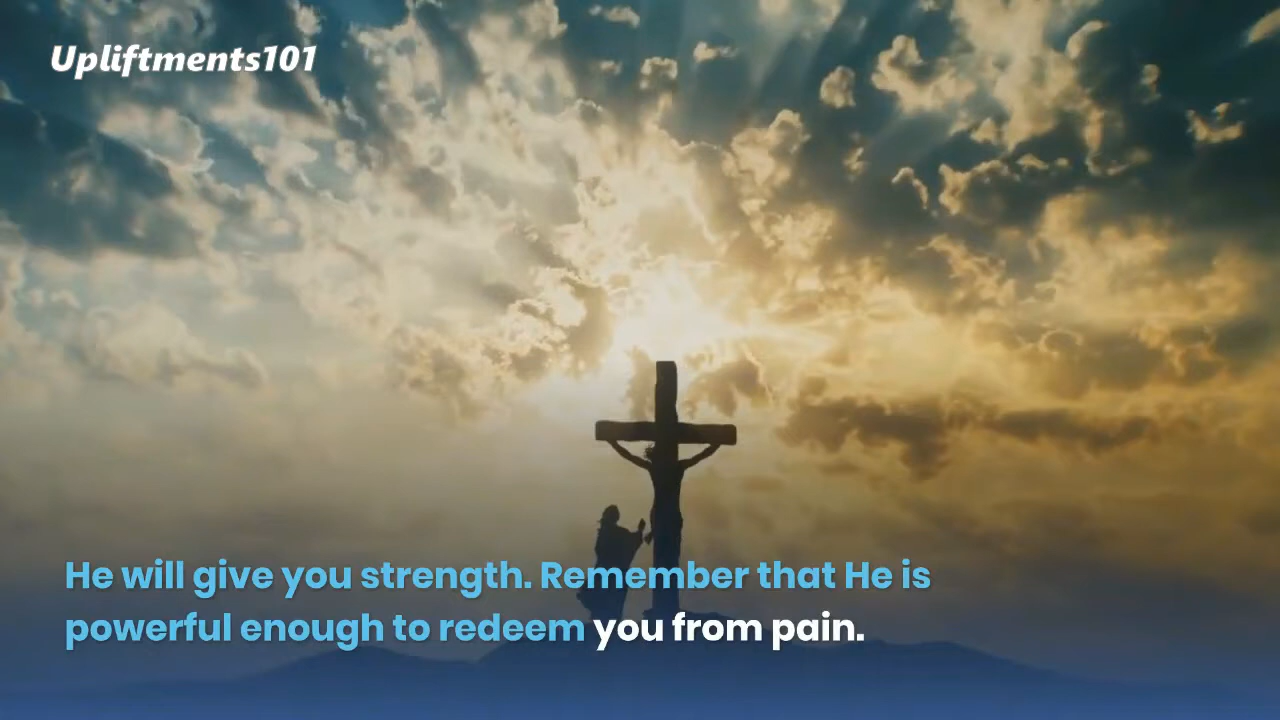 Upliftments101
He will give you strength. Remember that He is
powerful enough to redeem you from pain.